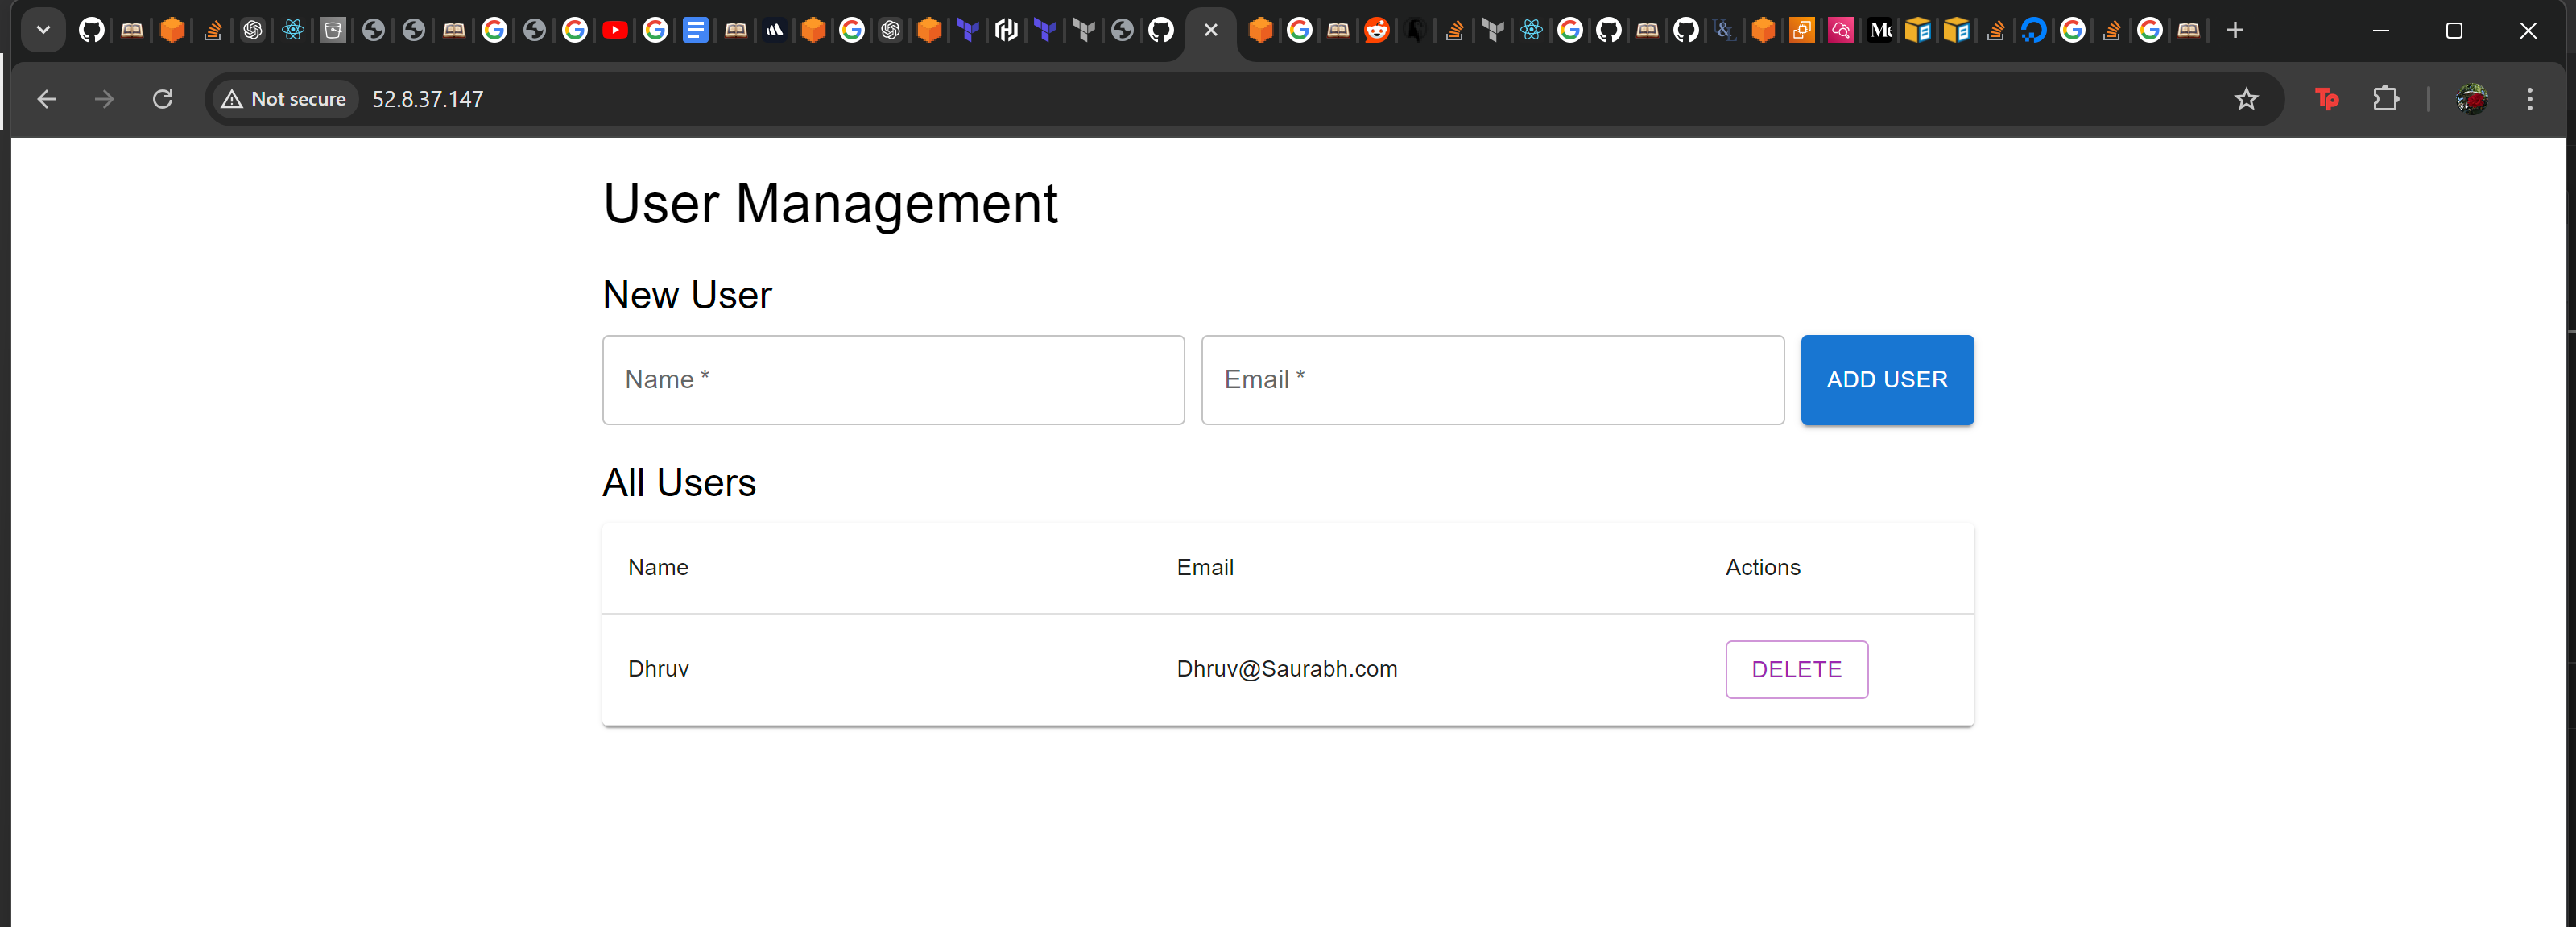 Not secure 52.8.37.147
User Management
New User
Name * Email * ADD USER
All Users
Name Email Actions
Dhruv Dhruv@Saurabh.com DELETE